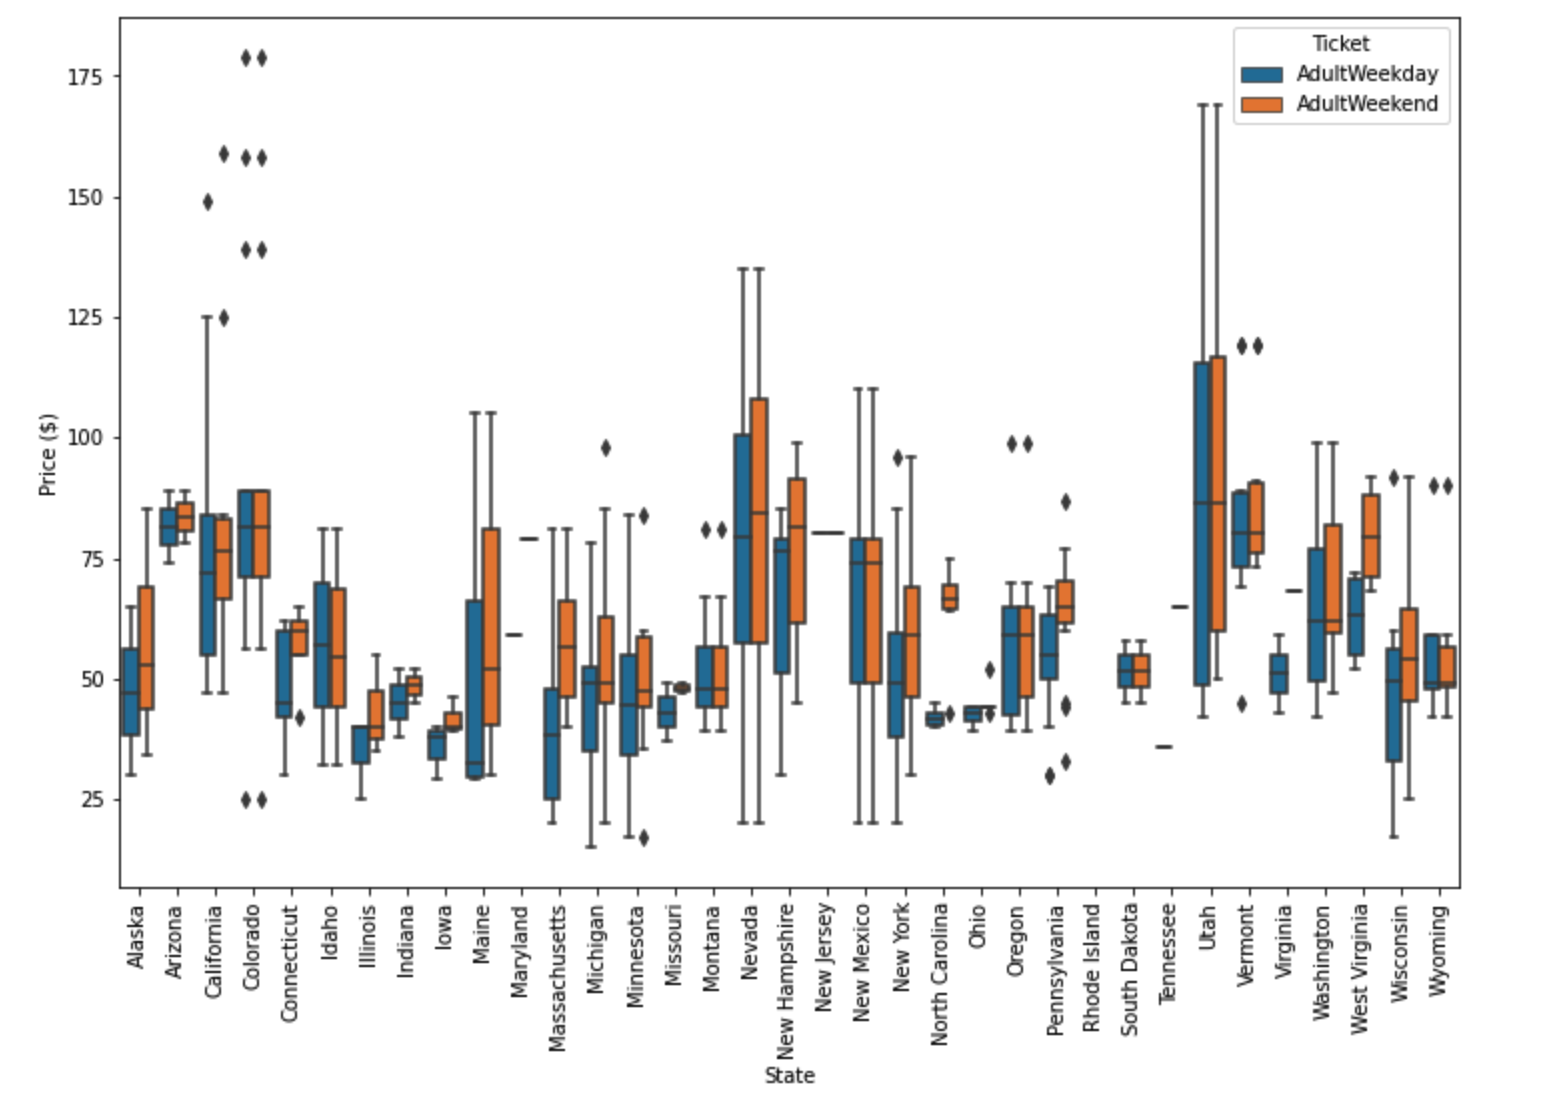 Ticket
AdultWeekday
AdultWeekend
175
150
125
100
75
50
25
Price ($)
Alaska
Arizona
California
Colorado
Connecticut
Idaho
Illinois
Indiana
Iowa
Maine
Maryland
Massachusetts
Michigan
Minnesota
Missouri
Montana
Nevada
New Hampshire
New Jersey
New Mexico
New York
North Carolina
Ohio
Oregon
Pennsylvania
Rhode Island
South Dakota
Tennessee
Utah
Vermont
Virginia
Washington
West Virginia
Wisconsin
Wyoming
State